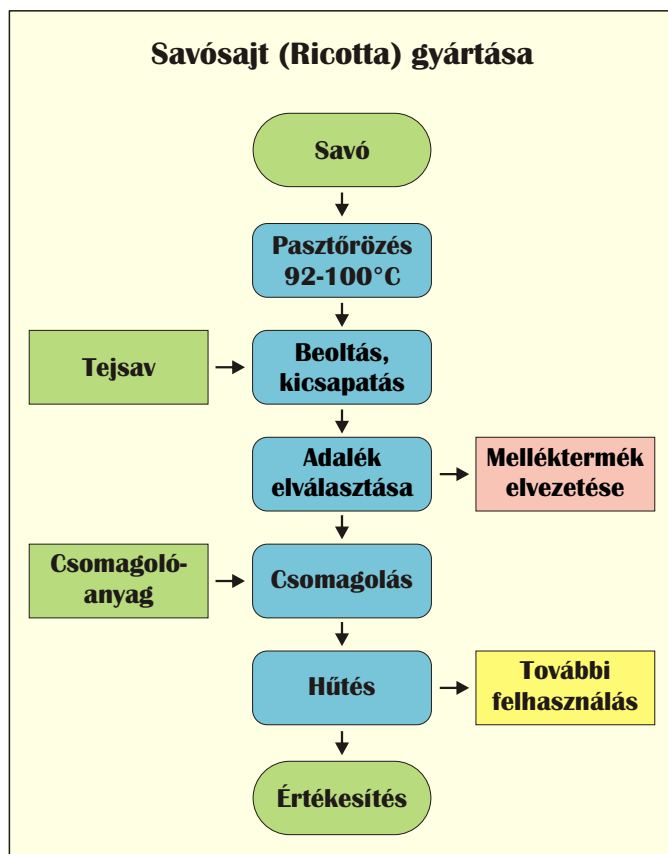 Savósajt (Ricotta) gyártása
Savó
Pasztőrözés
92-100°C
Tejsav
Beoltás,
kicsapatás
Adalék
elválasztása
Melléktermék
elvezetése
Csomagoló-
anyag
Csomagolás
Hűtés
További
felhasználás
Értékesítés